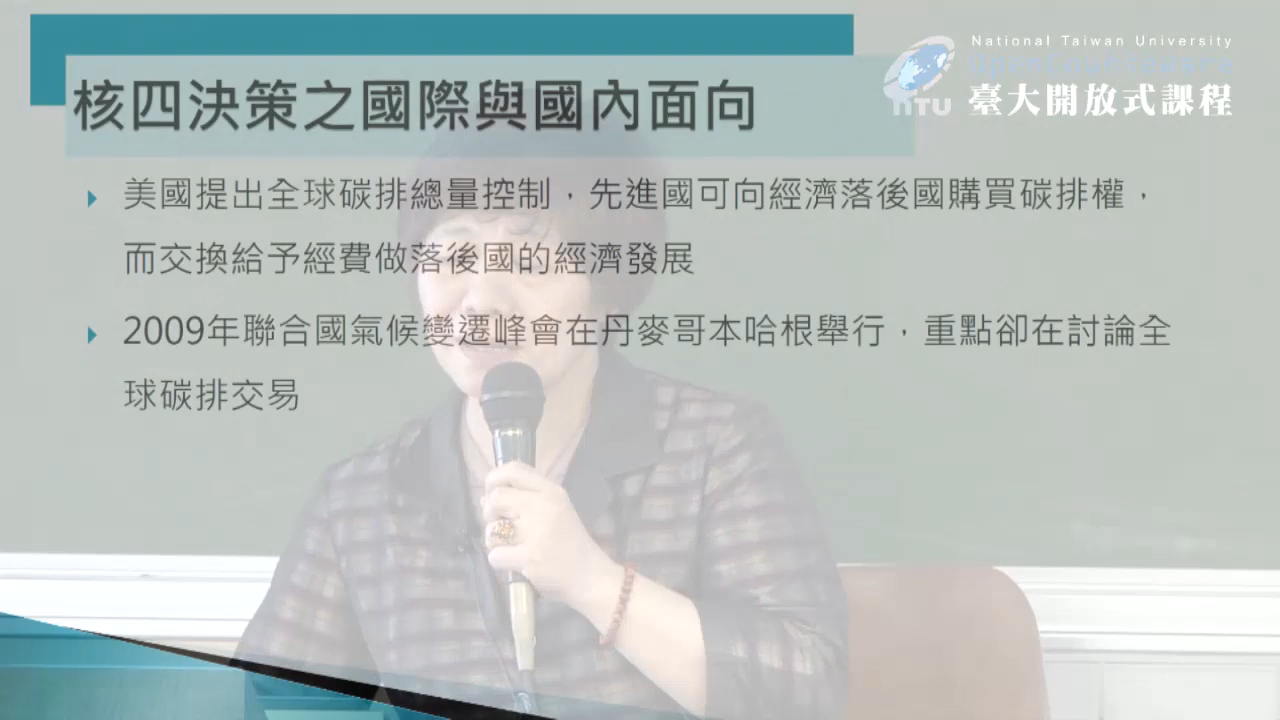 National Taiwan University
OpenCourseWare
NTU 臺大開放式課程
核四決策之國際與國內面向
美國提出全球碳排總量控制，先進國可向經濟落後國購買碳排權，
而交換給予經費做落後國的經濟發展
2009年聯合國氣候變遷峰會在丹麥哥本哈根舉行，重點卻在討論全
球碳排交易